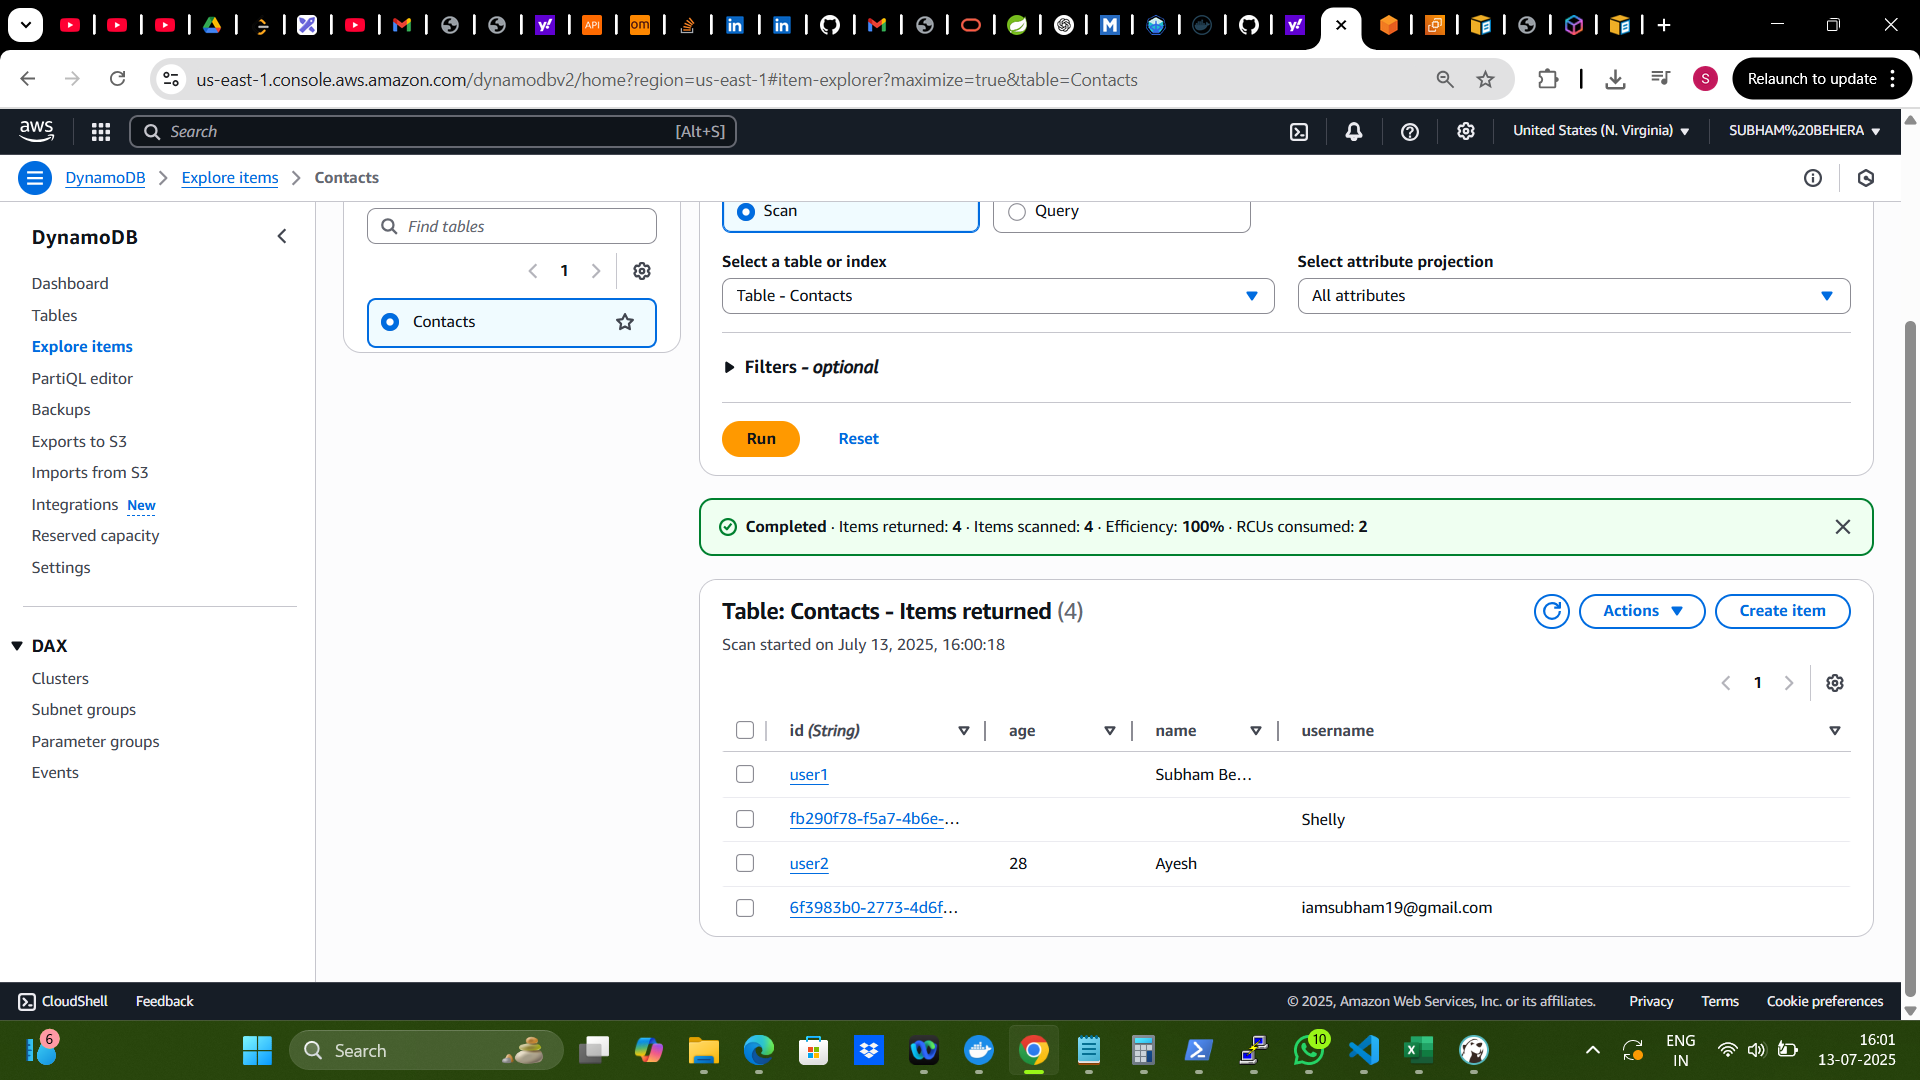 API
om
in
in
M
us-east-1.console.aws.amazon.com/dynamodbv2/home?region=us-east-1#item-explorer?maximize=true&table=Contacts
S
Relaunch to update
aws
Search
[Alt+S]
United States (N. Virginia)
SUBHAM%20BEHERA
DynamoDB
Explore items
Contacts
DynamoDB
Dashboard
Tables
Explore items
PartiQL editor
Backups
Exports to S3
Imports from S3
Integrations New
Reserved capacity
Settings
DAX
Clusters
Subnet groups
Parameter groups
Events
Find tables
1
Contacts
Scan
Query
Select a table or index
Table - Contacts
Select attribute projection
All attributes
Filters - optional
Run
Reset
Completed · Items returned: 4 · Items scanned: 4 · Efficiency: 100% · RCUs consumed: 2
Table: Contacts - Items returned (4)
Scan started on July 13, 2025, 16:00:18
Actions
Create item
1
id (String) age name username
user1 Subham Be…
fb290f78-f5a7-4b6e-… Shelly
user2 28 Ayesh
6f3983b0-2773-4d6f… iamsubham19@gmail.com
CloudShell
Feedback
© 2025, Amazon Web Services, Inc. or its affiliates.
Privacy
Terms
Cookie preferences
6
Search
10
ENG
IN
16:01
13-07-2025